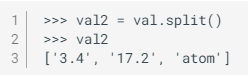 1 >>> val2 = val.split()
2 >>> val2
3 ['3.4', '17.2', 'atom']